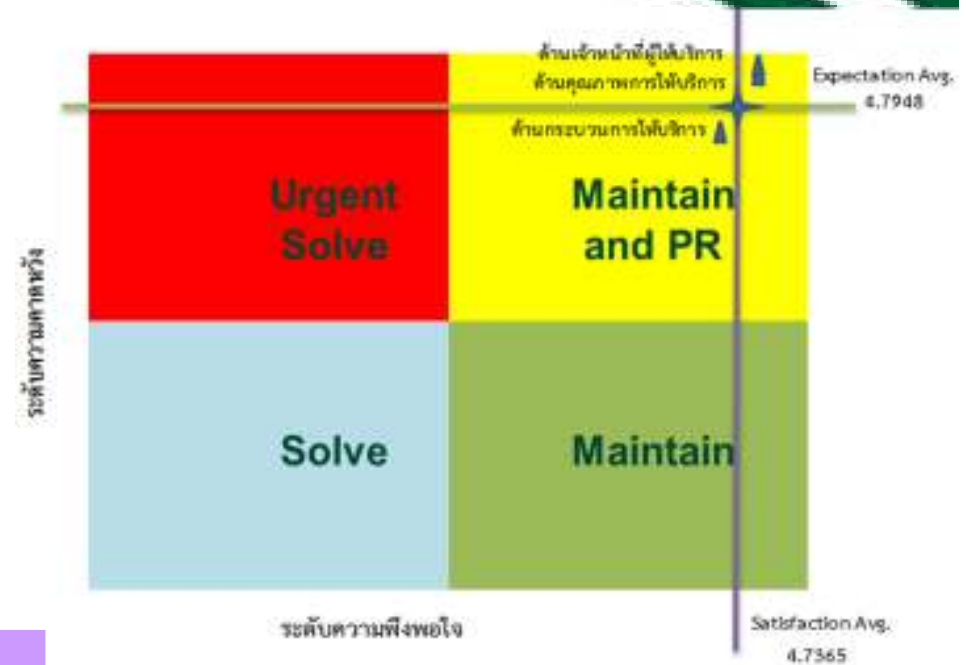 ด้านเจ้าหน้าที่ผู้ให้บริการ
ด้านคุณภาพการให้บริการ
Expectation Avg.
4.7948
ด้านกระบวนการให้บริการ
Urgent
Solve
Maintain
and PR
ระดับความคาดหวัง
Solve
Maintain
ระดับความพึงพอใจ
Satisfaction Avg.
4.7365